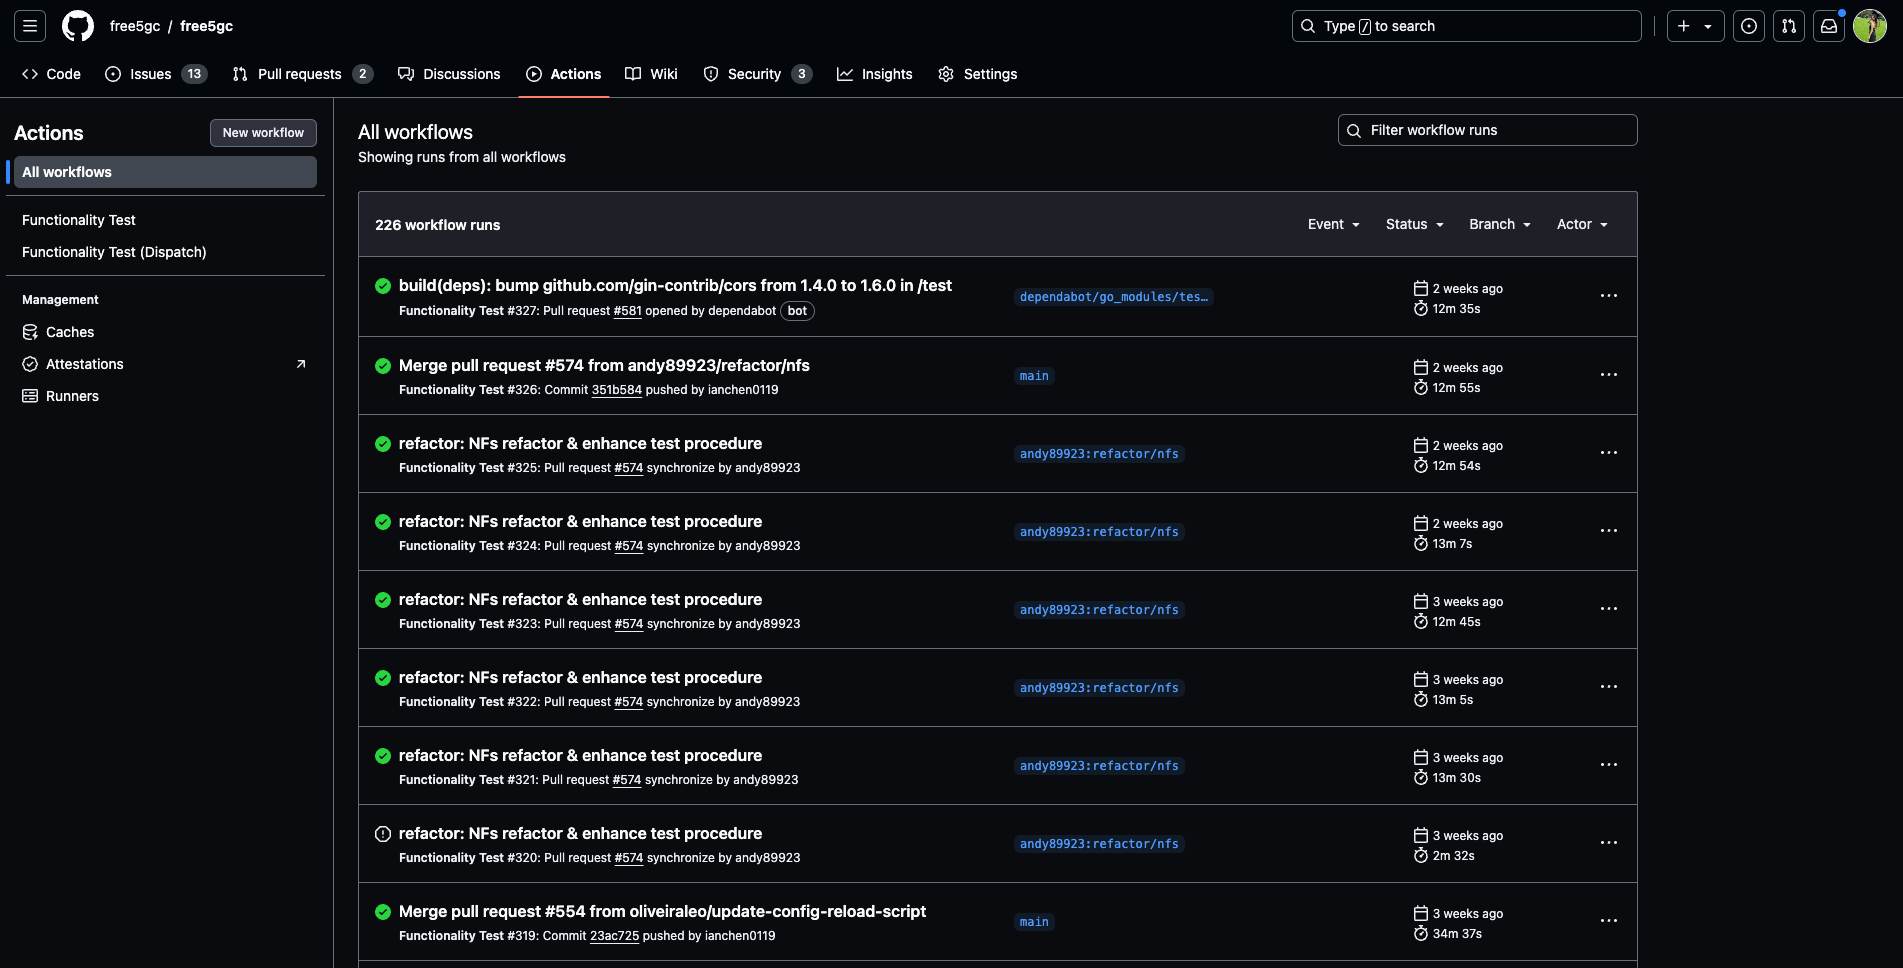 free5gc / free5gc
Type / to search
Code
Issues 13
Pull requests 2
Discussions
Actions
Wiki
Security 3
Insights
Settings
Actions
New workflow
All workflows
Functionality Test
Functionality Test (Dispatch)
Management
Caches
Attestations
Runners
All workflows
Showing runs from all workflows
Filter workflow runs
226 workflow runs
Event
Status
Branch
Actor
build(deps): bump github.com/gin-contrib/cors from 1.4.0 to 1.6.0 in /test
Functionality Test #327: Pull request #581 opened by dependabot bot
dependabot/go_modules/tes…
2 weeks ago
12m 35s
Merge pull request #574 from andy89923/refactor/nfs
Functionality Test #326: Commit 351b584 pushed by ianchen0119
main
2 weeks ago
12m 55s
refactor: NFs refactor & enhance test procedure
Functionality Test #325: Pull request #574 synchronize by andy89923
andy89923:refactor/nfs
2 weeks ago
12m 54s
refactor: NFs refactor & enhance test procedure
Functionality Test #324: Pull request #574 synchronize by andy89923
andy89923:refactor/nfs
2 weeks ago
13m 7s
refactor: NFs refactor & enhance test procedure
Functionality Test #323: Pull request #574 synchronize by andy89923
andy89923:refactor/nfs
3 weeks ago
12m 45s
refactor: NFs refactor & enhance test procedure
Functionality Test #322: Pull request #574 synchronize by andy89923
andy89923:refactor/nfs
3 weeks ago
13m 5s
refactor: NFs refactor & enhance test procedure
Functionality Test #321: Pull request #574 synchronize by andy89923
andy89923:refactor/nfs
3 weeks ago
13m 30s
refactor: NFs refactor & enhance test procedure
Functionality Test #320: Pull request #574 synchronize by andy89923
andy89923:refactor/nfs
3 weeks ago
2m 32s
Merge pull request #554 from oliveiraleo/update-config-reload-script
Functionality Test #319: Commit 23ac725 pushed by ianchen0119
main
3 weeks ago
34m 37s